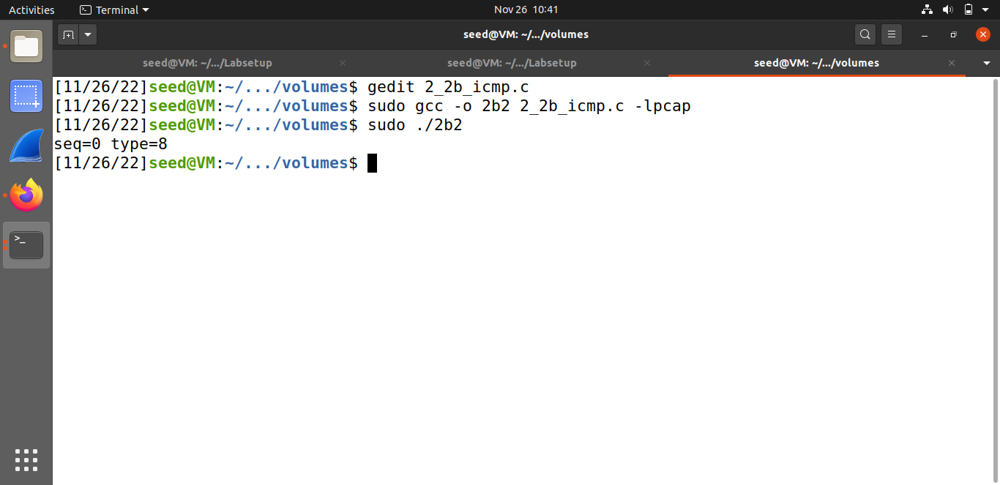 Activities Terminal Nov 26 10:41
seed@VM: ~/.../volumes
seed@VM: ~/.../Labsetup seed@VM: ~/.../Labsetup seed@VM: ~/.../volumes
[11/26/22]seed@VM:~/.../volumes$ gedit 2_2b_icmp.c
[11/26/22]seed@VM:~/.../volumes$ sudo gcc -o 2b2 2_2b_icmp.c -lpcap
[11/26/22]seed@VM:~/.../volumes$ sudo ./2b2
seq=0 type=8
[11/26/22]seed@VM:~/.../volumes$